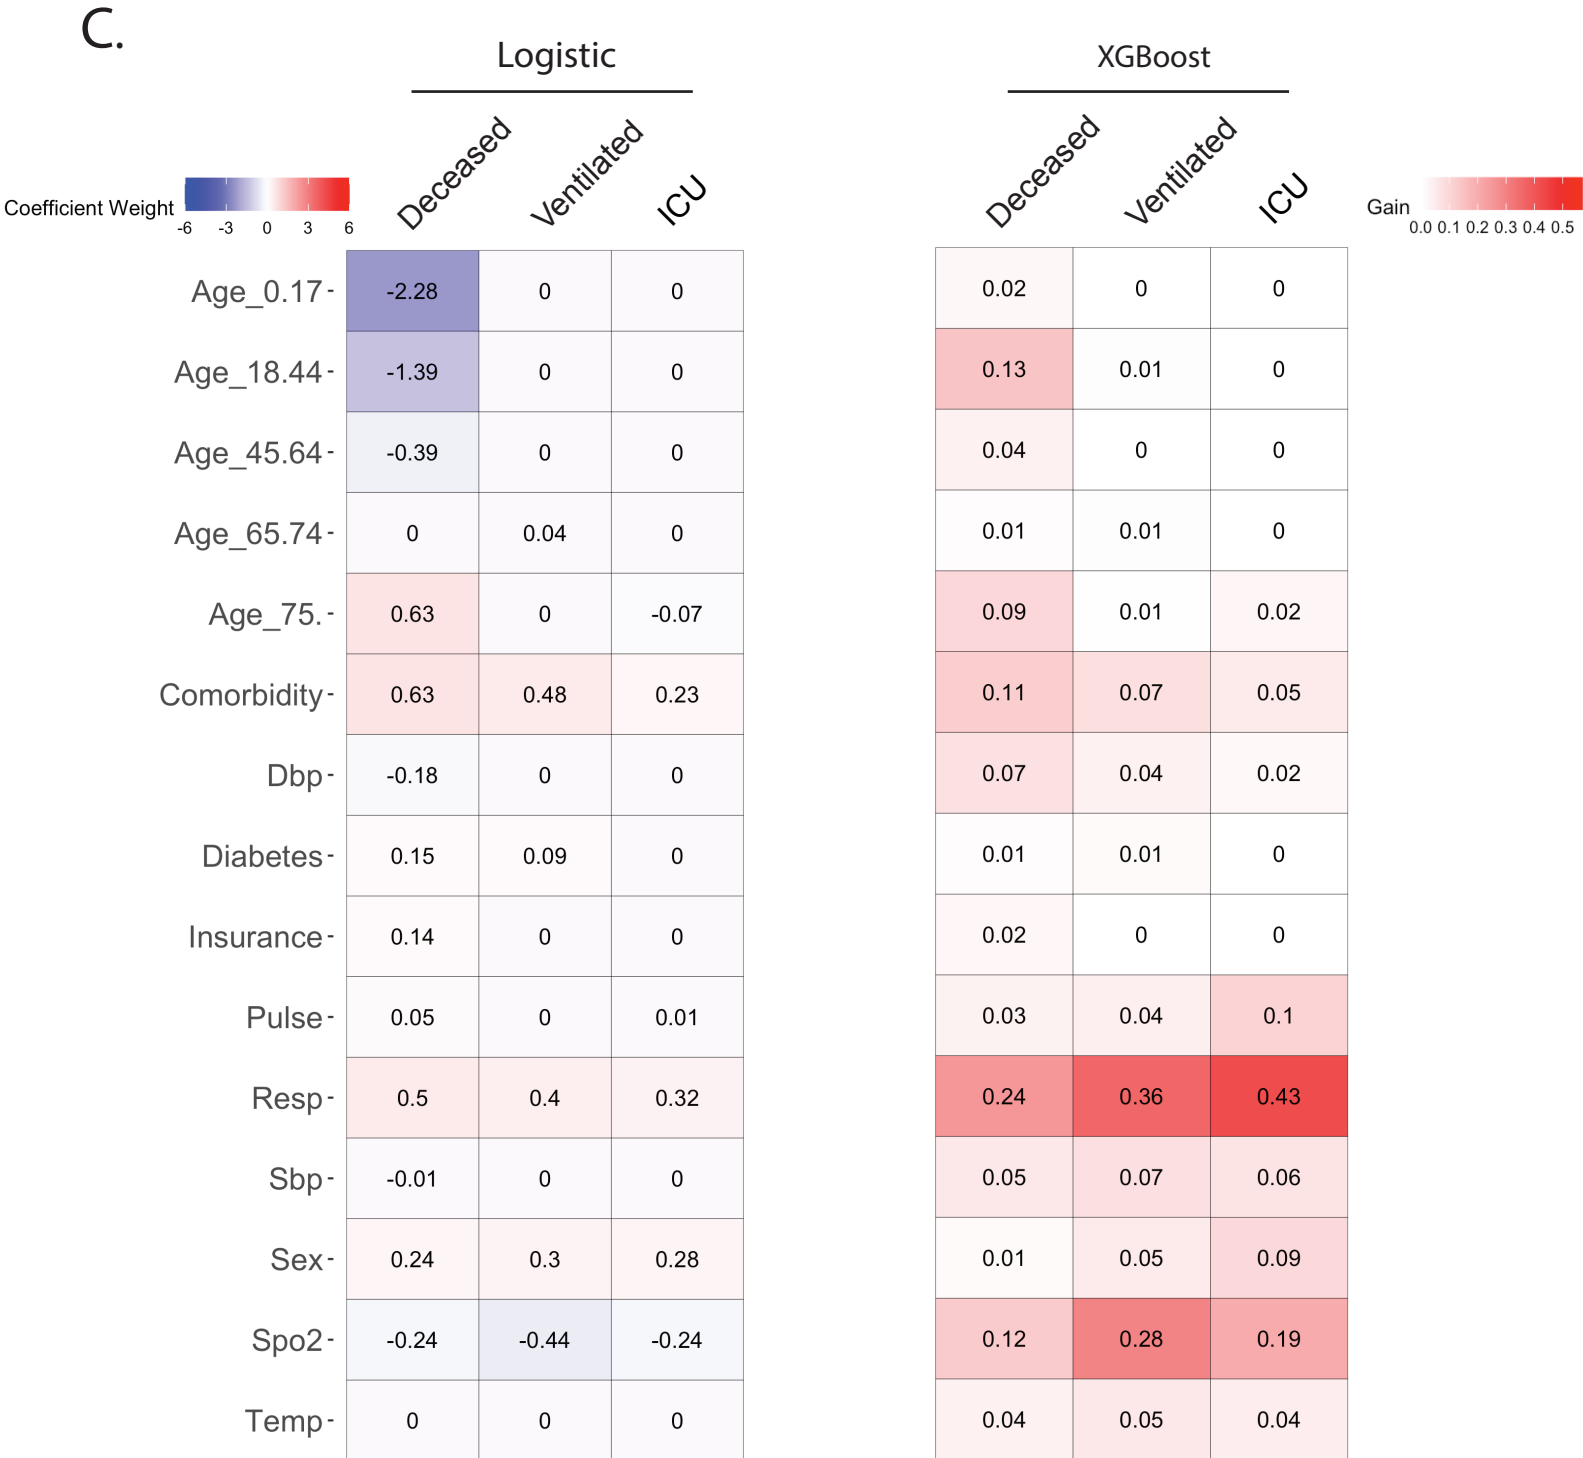 C.
Logistic XGBoost
Deceased Ventilated ICU Deceased Ventilated ICU
Coefficient Weight Gain
-6 -3 0 3 6 0.0 0.1 0.2 0.3 0.4 0.5
Age_0.17 -2.28 0 0 0.02 0 0
Age_18.44 -1.39 0 0 0.13 0.01 0
Age_45.64 -0.39 0 0 0.04 0 0
Age_65.74 0 0.04 0 0.01 0.01 0
Age_75. 0.63 0 -0.07 0.09 0.01 0.02
Comorbidity 0.63 0.48 0.23 0.11 0.07 0.05
Dbp -0.18 0 0 0.07 0.04 0.02
Diabetes 0.15 0.09 0 0.01 0.01 0
Insurance 0.14 0 0 0.02 0 0
Pulse 0.05 0 0.01 0.03 0.04 0.1
Resp 0.5 0.4 0.32 0.24 0.36 0.43
Sbp -0.01 0 0 0.05 0.07 0.06
Sex 0.24 0.3 0.28 0.01 0.05 0.09
Spo2 -0.24 -0.44 -0.24 0.12 0.28 0.19
Temp 0 0 0 0.04 0.05 0.04